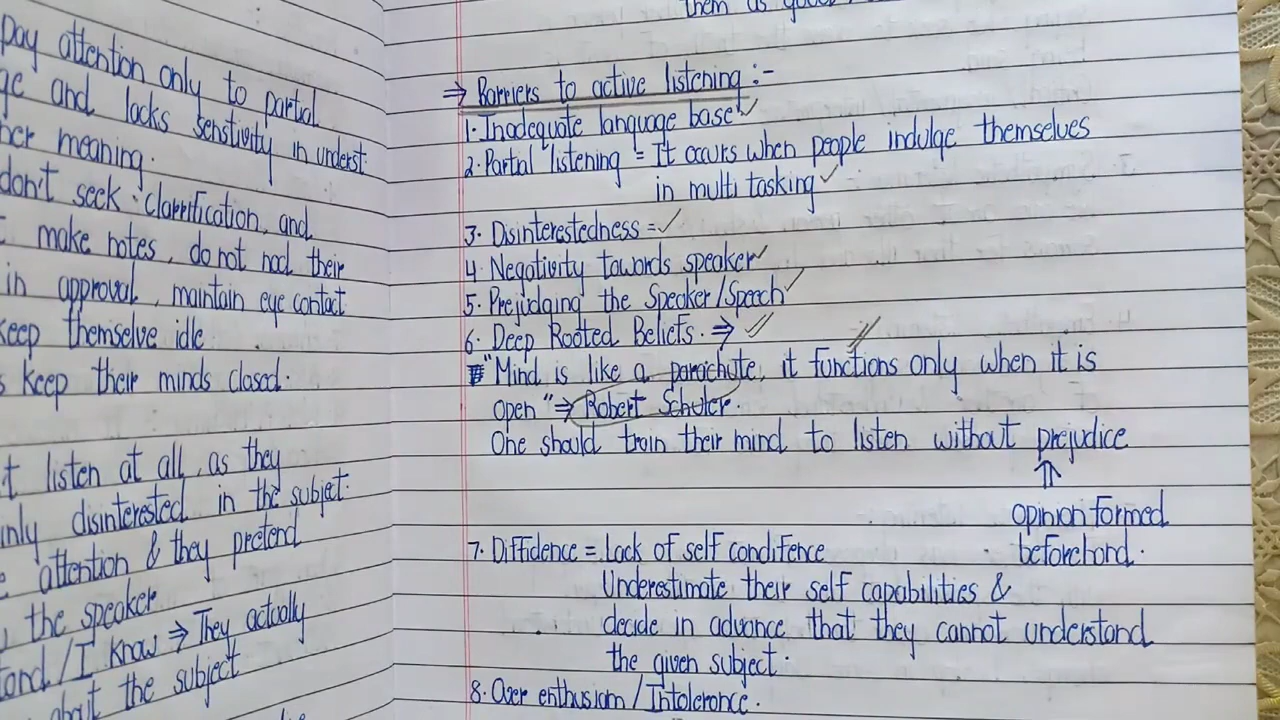 Pay attention only to partial
ge and lacks senstivity in underst
her meaning.
don't seek clarification, and
make notes, do not nod their
in approval, maintain eye contact
keep themselve idle
s keep their minds closed.
t listen at all, as they
inly disinterested in the subject.
attention & they pretend
the speaker
tand/I know ⇒ They actually
about the subject
them as good
⇒ Barriers to active listening :-
1. Inadequate language base ✓
2. Partial listening = It occurs when people indulge themselves
in multi tasking ✓
3. Disinterestedness = ✓
4. Negativity towards speaker ✓
5. Prejudging the Speaker/Speech ✓
6. Deep Rooted Beliefs. ⇒ ✓
"Mind is like a parachute, it functions only when it is
open" ⇒ Robert Schuler.
One should train their mind to listen without prejudice
↑
opinion formed
beforehand.
7. Diffidence = lack of self condifence
Underestimate their self capabilities &
decide in advance that they cannot understand
the given subject.
8. Over enthusiasm / Intolerance.